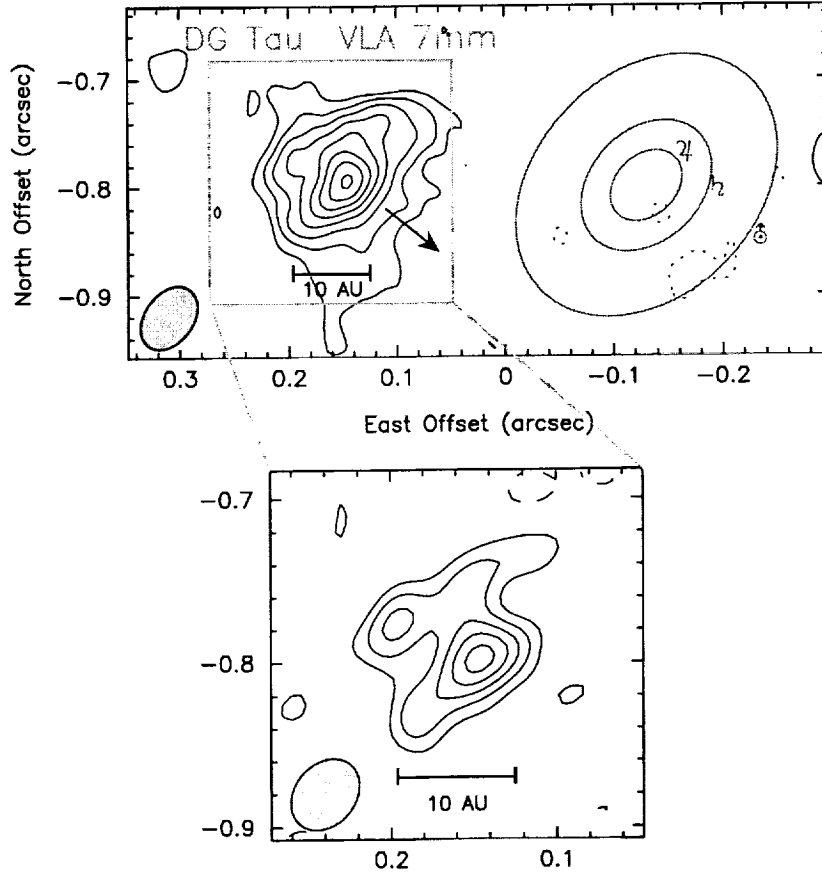 DG Tau VLA 7mm
North Offset (arcsec)
−0.7
−0.8
−0.9
10 AU
♃
♄
⛢
0.3 0.2 0.1 0 −0.1 −0.2
East Offset (arcsec)
−0.7
−0.8
−0.9
10 AU
0.2 0.1